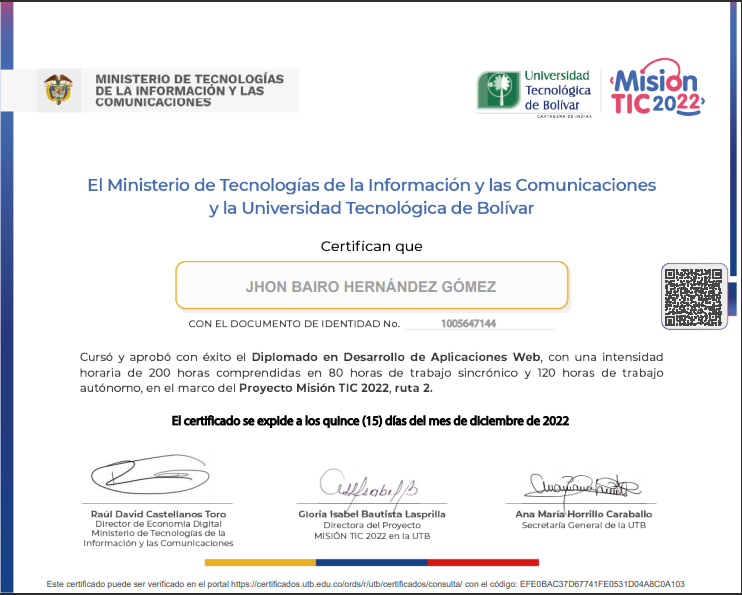 MINISTERIO DE TECNOLOGÍAS
DE LA INFORMACIÓN Y LAS
COMUNICACIONES
Universidad
Tecnológica
de Bolívar
CARTAGENA DE INDIAS
Misión
TIC 2022
El Ministerio de Tecnologías de la Información y las Comunicaciones
y la Universidad Tecnológica de Bolívar
Certifican que
JHON BAIRO HERNÁNDEZ GÓMEZ
CON EL DOCUMENTO DE IDENTIDAD No. 1005647144
Cursó y aprobó con éxito el Diplomado en Desarrollo de Aplicaciones Web, con una intensidad
horaria de 200 horas comprendidas en 80 horas de trabajo sincrónico y 120 horas de trabajo
autónomo, en el marco del Proyecto Misión TIC 2022, ruta 2.
El certificado se expide a los quince (15) días del mes de diciembre de 2022
Raúl David Castellanos Toro
Director de Economía Digital
Ministerio de Tecnologías de la
Información y las Comunicaciones
Gloria Isabel Bautista Lasprilla
Directora del Proyecto
MISIÓN TIC 2022 en la UTB
Ana María Horrillo Caraballo
Secretaría General de la UTB
Este certificado puede ser verificado en el portal https://certificados.utb.edu.co/ords/r/utb/certificados/consulta/ con el código: EFE0BAC37D67741FE0531D04A8C0A103